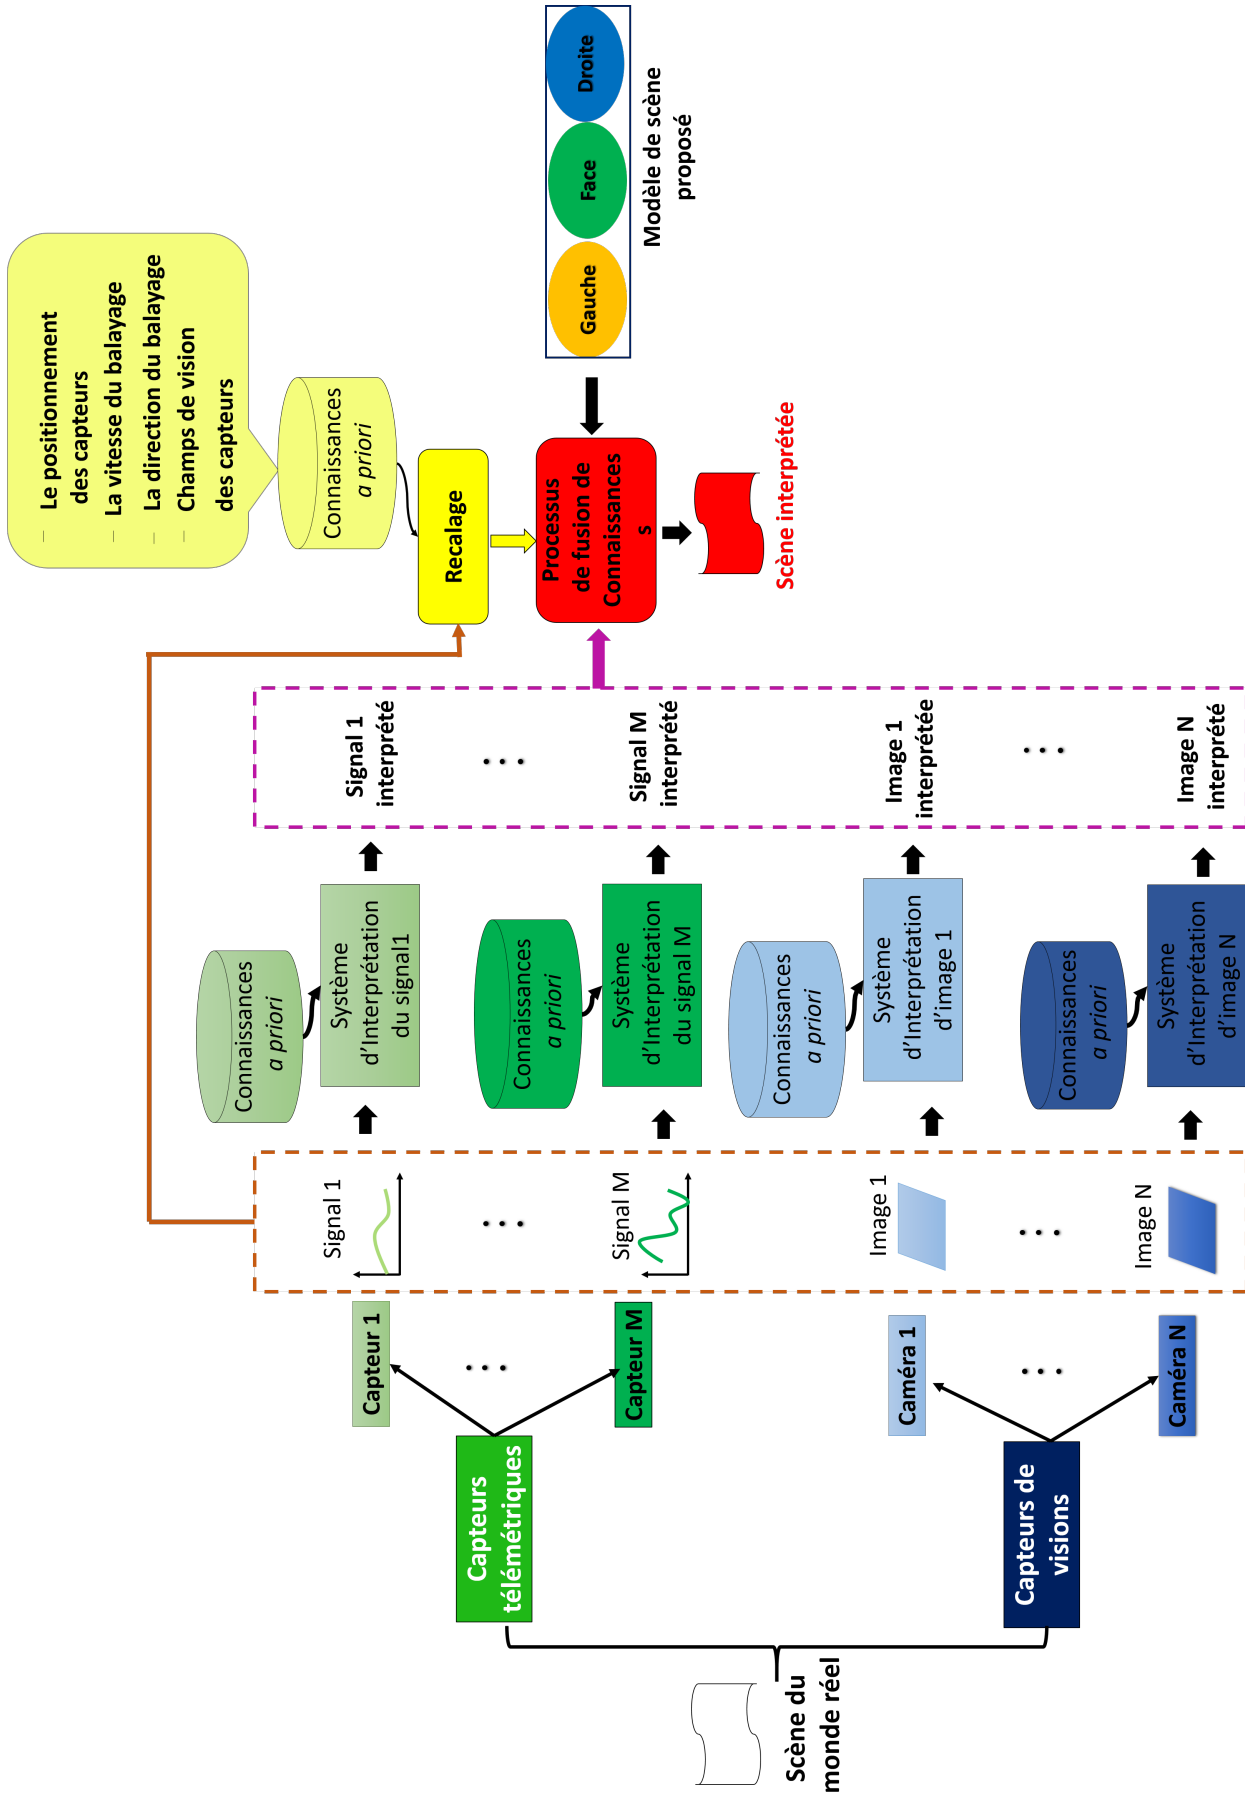 Scène du
monde réel
Capteurs
télémétriques
Capteurs de
visions
Capteur 1
...
Capteur M
Caméra 1
...
Caméra N
Signal 1
...
Signal M
Image 1
...
Image N
Connaissances
a priori
Système
d'Interprétation
du signal1
Connaissances
a priori
Système
d'Interprétation
du signal M
Connaissances
a priori
Système
d'Interprétation
d'image 1
Connaissances
a priori
Système
d'Interprétation
d'image N
Signal 1
interprété
...
Signal M
interprété
Image 1
interprétée
...
Image N
interprété
– Le positionnement
des capteurs
– La vitesse du balayage
– La direction du balayage
– Champs de vision
des capteurs
Connaissances
a priori
Recalage
Processus
de fusion de
Connaissances
s
Scène interprétée
Gauche
Face
Droite
Modèle de scène
proposé